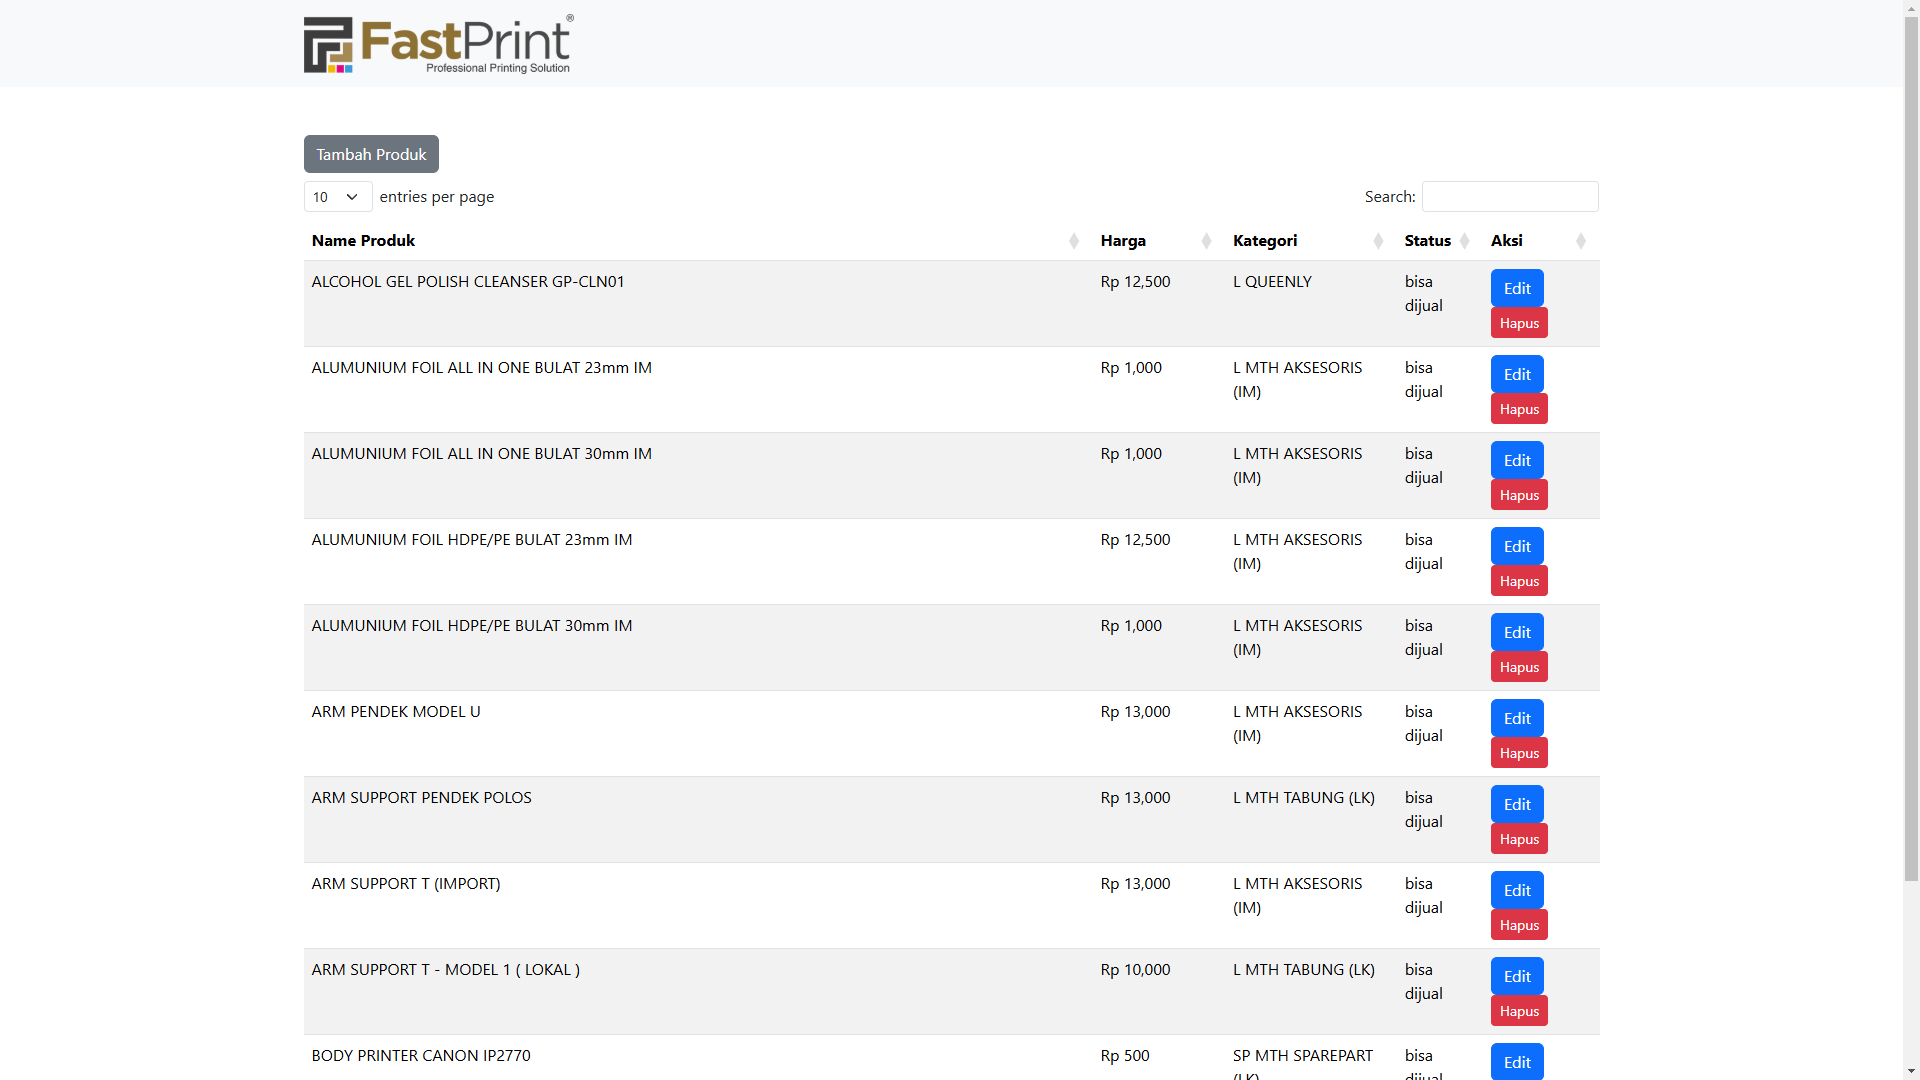 FastPrint®
Professional Printing Solution
Tambah Produk
10 entries per page
Search:
Name Produk Harga Kategori Status Aksi
ALCOHOL GEL POLISH CLEANSER GP-CLN01 Rp 12,500 L QUEENLY bisa dijual Edit Hapus
ALUMUNIUM FOIL ALL IN ONE BULAT 23mm IM Rp 1,000 L MTH AKSESORIS (IM) bisa dijual Edit Hapus
ALUMUNIUM FOIL ALL IN ONE BULAT 30mm IM Rp 1,000 L MTH AKSESORIS (IM) bisa dijual Edit Hapus
ALUMUNIUM FOIL HDPE/PE BULAT 23mm IM Rp 12,500 L MTH AKSESORIS (IM) bisa dijual Edit Hapus
ALUMUNIUM FOIL HDPE/PE BULAT 30mm IM Rp 1,000 L MTH AKSESORIS (IM) bisa dijual Edit Hapus
ARM PENDEK MODEL U Rp 13,000 L MTH AKSESORIS (IM) bisa dijual Edit Hapus
ARM SUPPORT PENDEK POLOS Rp 13,000 L MTH TABUNG (LK) bisa dijual Edit Hapus
ARM SUPPORT T (IMPORT) Rp 13,000 L MTH AKSESORIS (IM) bisa dijual Edit Hapus
ARM SUPPORT T - MODEL 1 ( LOKAL ) Rp 10,000 L MTH TABUNG (LK) bisa dijual Edit Hapus
BODY PRINTER CANON IP2770 Rp 500 SP MTH SPAREPART (LK) bisa dijual Edit